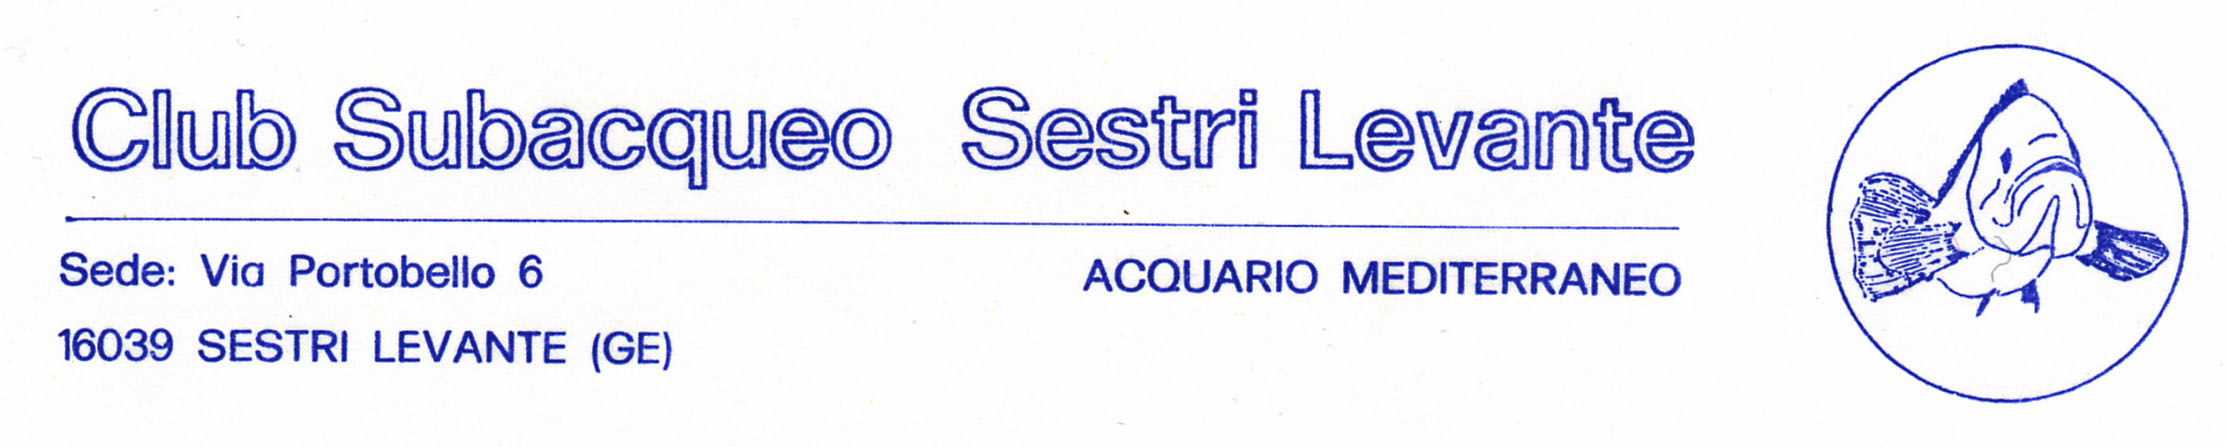 Club Subacqueo Sestri Levante
Sede: Via Portobello 6
ACQUARIO MEDITERRANEO
16039 SESTRI LEVANTE (GE)